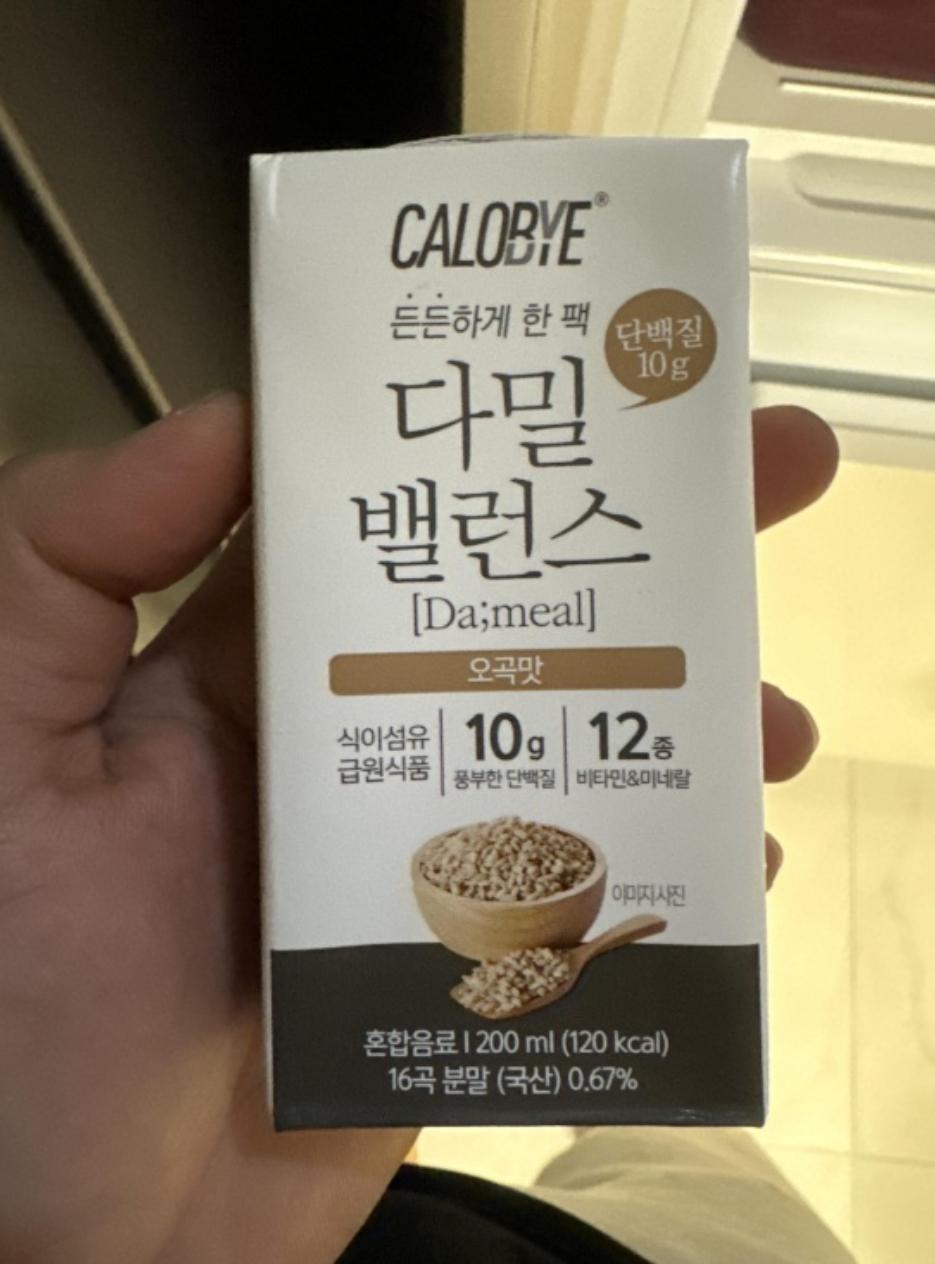 CALOBYE®
든든하게 한 팩
단백질
10 g
다밀
밸런스
[Da;meal]
오곡맛
식이섬유
급원식품
10g
풍부한 단백질
12종
비타민&미네랄
이미지사진
혼합음료 l 200 ml (120 kcal)
16곡 분말 (국산) 0.67%